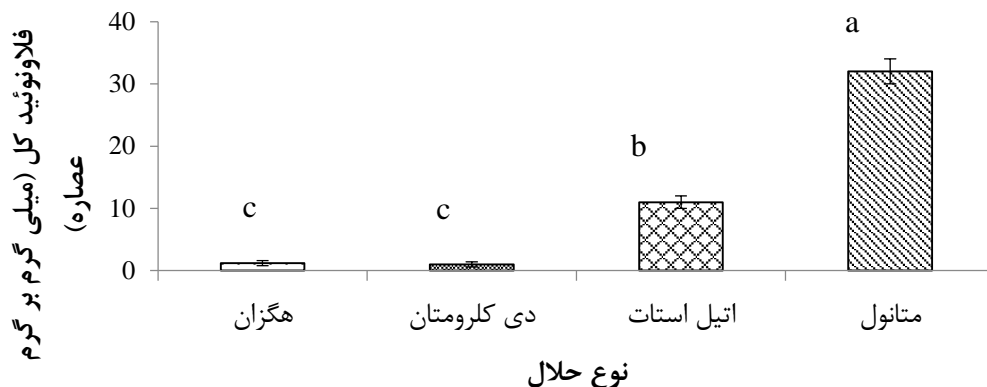 فلاونوئید کل (میلی گرم بر گرم
عصاره)
40
30
20
10
0
c
c
b
a
هگزان
دی کلرومتان
اتیل استات
متانول
نوع حلال